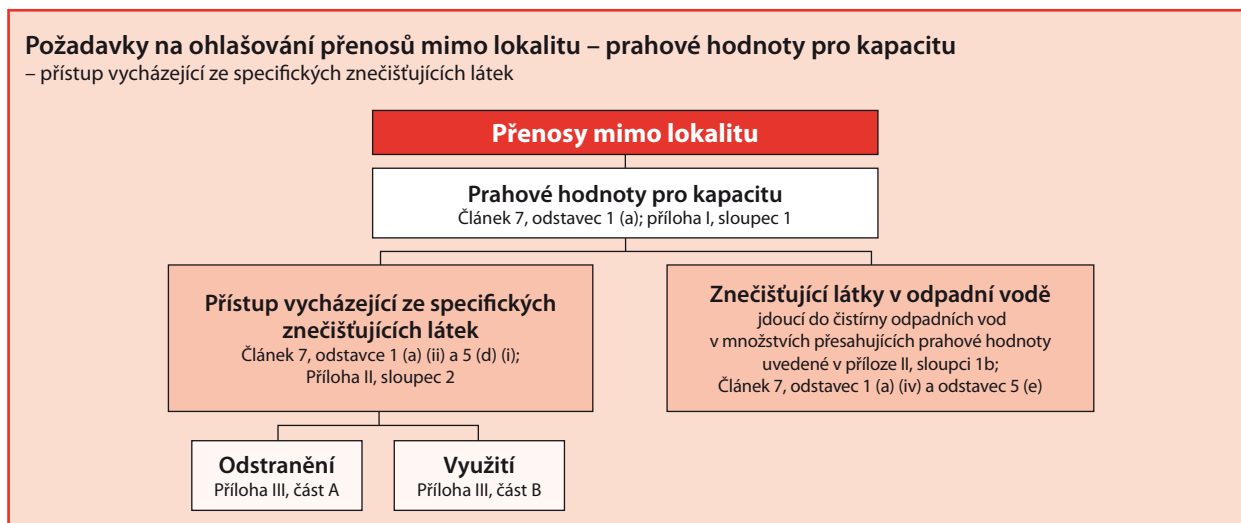 Požadavky na ohlašování přenosů mimo lokalitu – prahové hodnoty pro kapacitu
– přístup vycházející ze specifických znečišťujících látek
Přenosy mimo lokalitu
Prahové hodnoty pro kapacitu
Článek 7, odstavec 1 (a); příloha I, sloupec 1
Přístup vycházející ze specifických
znečišťujících látek
Článek 7, odstavce 1 (a) (ii) a 5 (d) (i);
Příloha II, sloupec 2
Znečišťující látky v odpadní vodě
jdoucí do čistírny odpadních vod
v množstvích přesahujících prahové hodnoty
uvedené v příloze II, sloupci 1b;
Článek 7, odstavec 1 (a) (iv) a odstavec 5 (e)
Odstranění
Příloha III, část A
Využití
Příloha III, část B